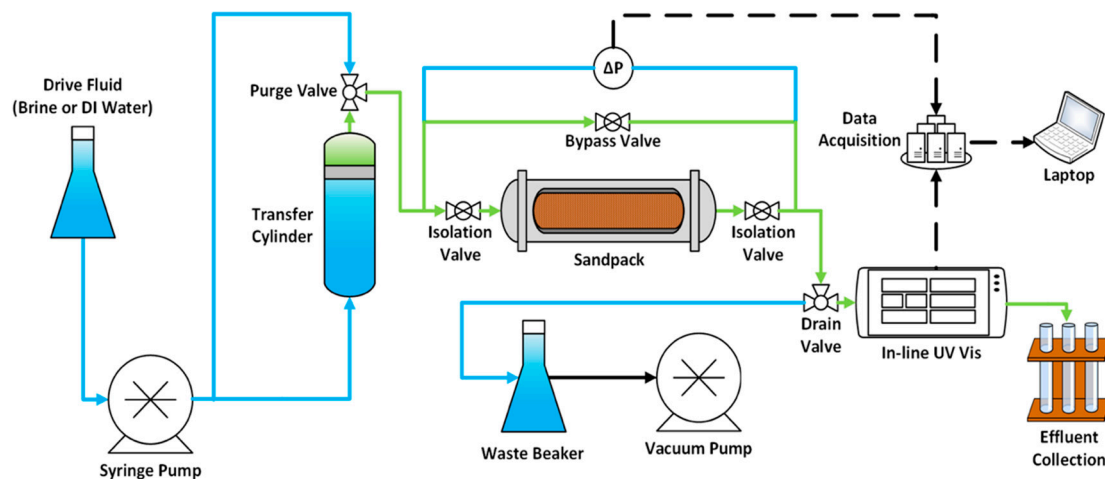 Drive Fluid
(Brine or DI Water)
Purge Valve
ΔP
Bypass Valve
Data
Acquisition
Laptop
Transfer
Cylinder
Isolation
Valve
Sandpack
Isolation
Valve
Drain
Valve
In-line UV Vis
Syringe Pump
Waste Beaker
Vacuum Pump
Effluent
Collection